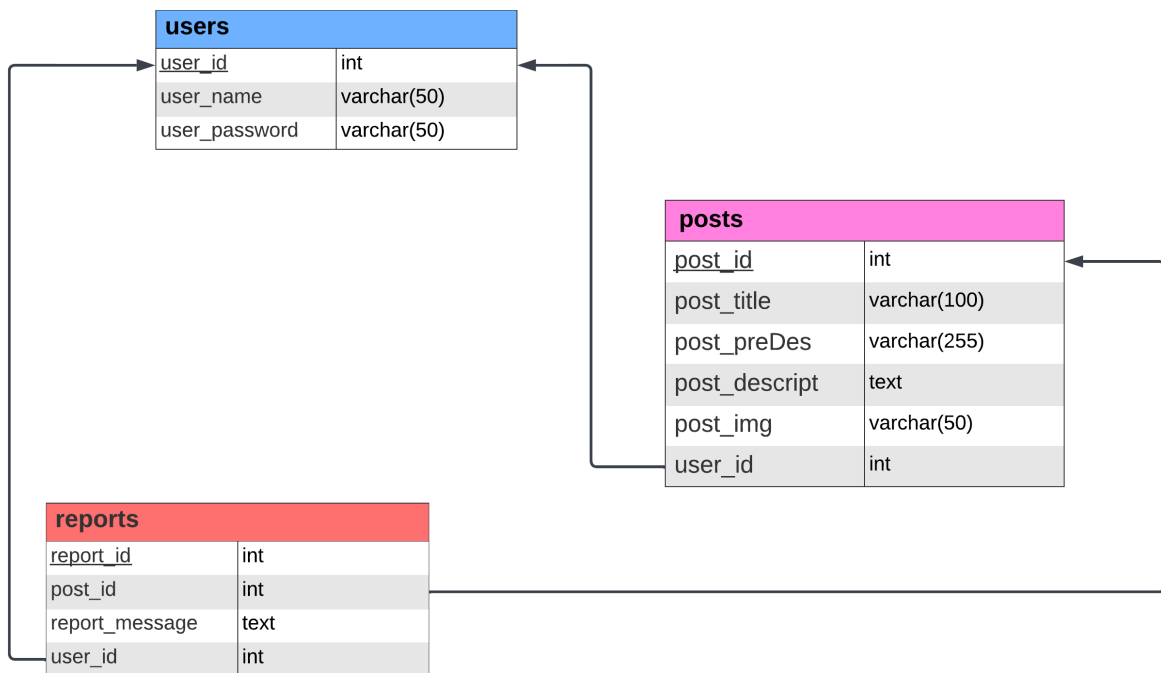 users
user_id int
user_name varchar(50)
user_password varchar(50)
posts
post_id int
post_title varchar(100)
post_preDes varchar(255)
post_descript text
post_img varchar(50)
user_id int
reports
report_id int
post_id int
report_message text
user_id int